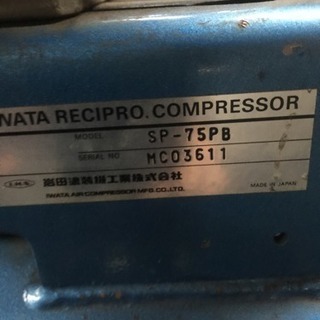 WATA RECIPRO. COMPRESSOR
MODEL SP-75PB
SERIAL NO MC03611
岩田塗装機工業株式会社
IWATA AIR COMPRESSOR MFG.CO.,LTD.
MADE IN JAPAN